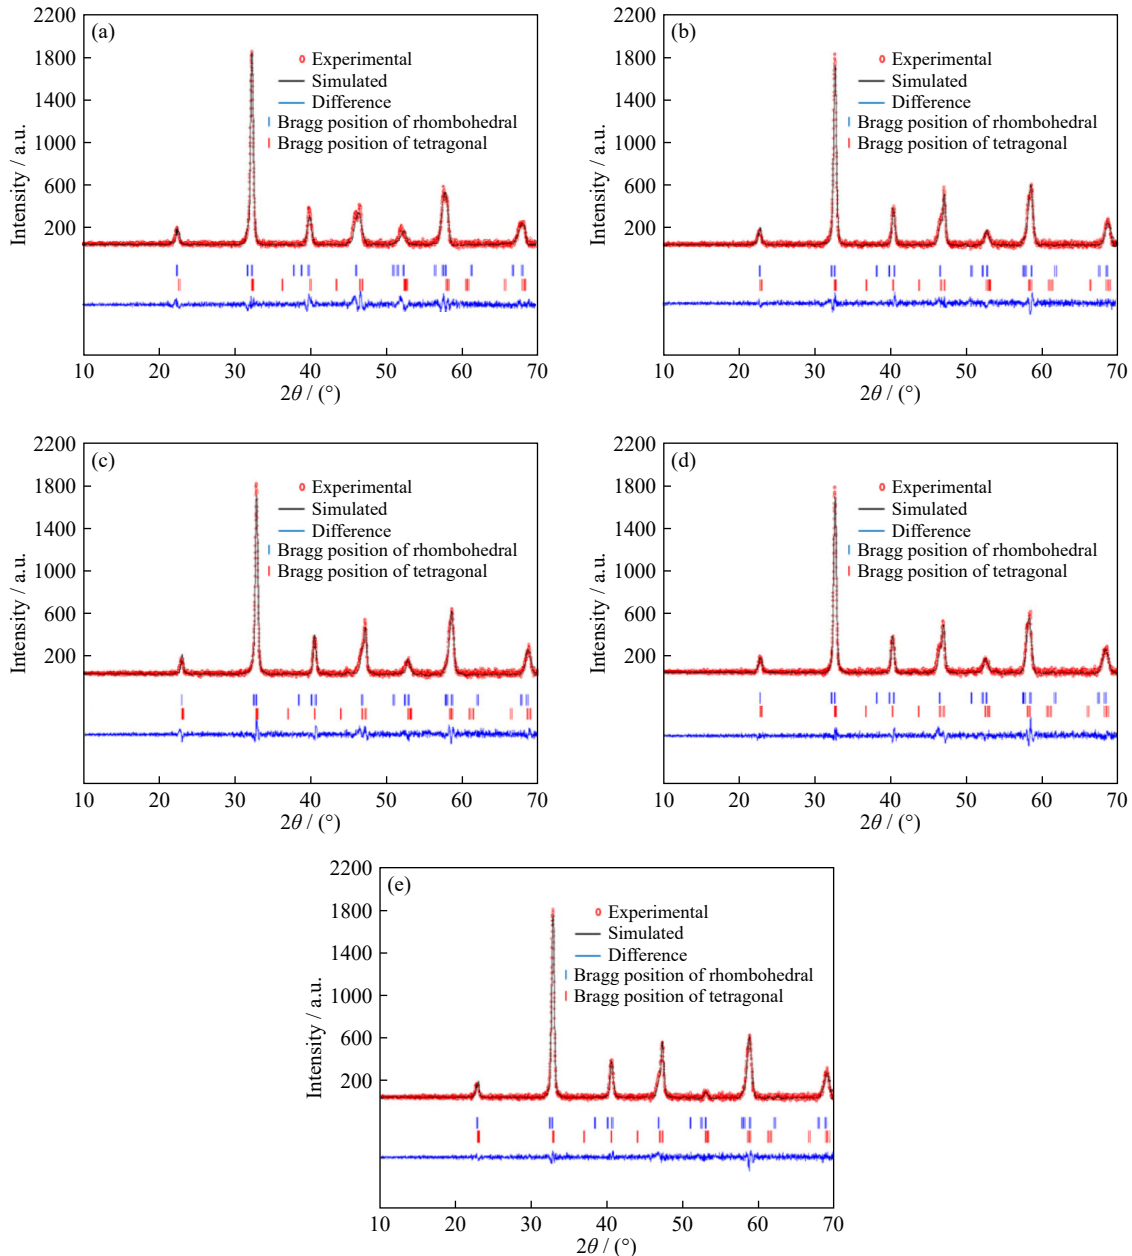 2200
(a)
1800
1400
1000
600
200
Intensity / a.u.
Experimental
Simulated
Difference
Bragg position of rhombohedral
Bragg position of tetragonal
10 20 30 40 50 60 70
2θ / (°)
2200
(b)
1800
1400
1000
600
200
Intensity / a.u.
Experimental
Simulated
Difference
Bragg position of rhombohedral
Bragg position of tetragonal
10 20 30 40 50 60 70
2θ / (°)
2200
(c)
1800
1400
1000
600
200
Intensity / a.u.
Experimental
Simulated
Difference
Bragg position of rhombohedral
Bragg position of tetragonal
10 20 30 40 50 60 70
2θ / (°)
2200
(d)
1800
1400
1000
600
200
Intensity / a.u.
Experimental
Simulated
Difference
Bragg position of rhombohedral
Bragg position of tetragonal
10 20 30 40 50 60 70
2θ / (°)
2200
(e)
1800
1400
1000
600
200
Intensity / a.u.
Experimental
Simulated
Difference
Bragg position of rhombohedral
Bragg position of tetragonal
10 20 30 40 50 60 70
2θ / (°)